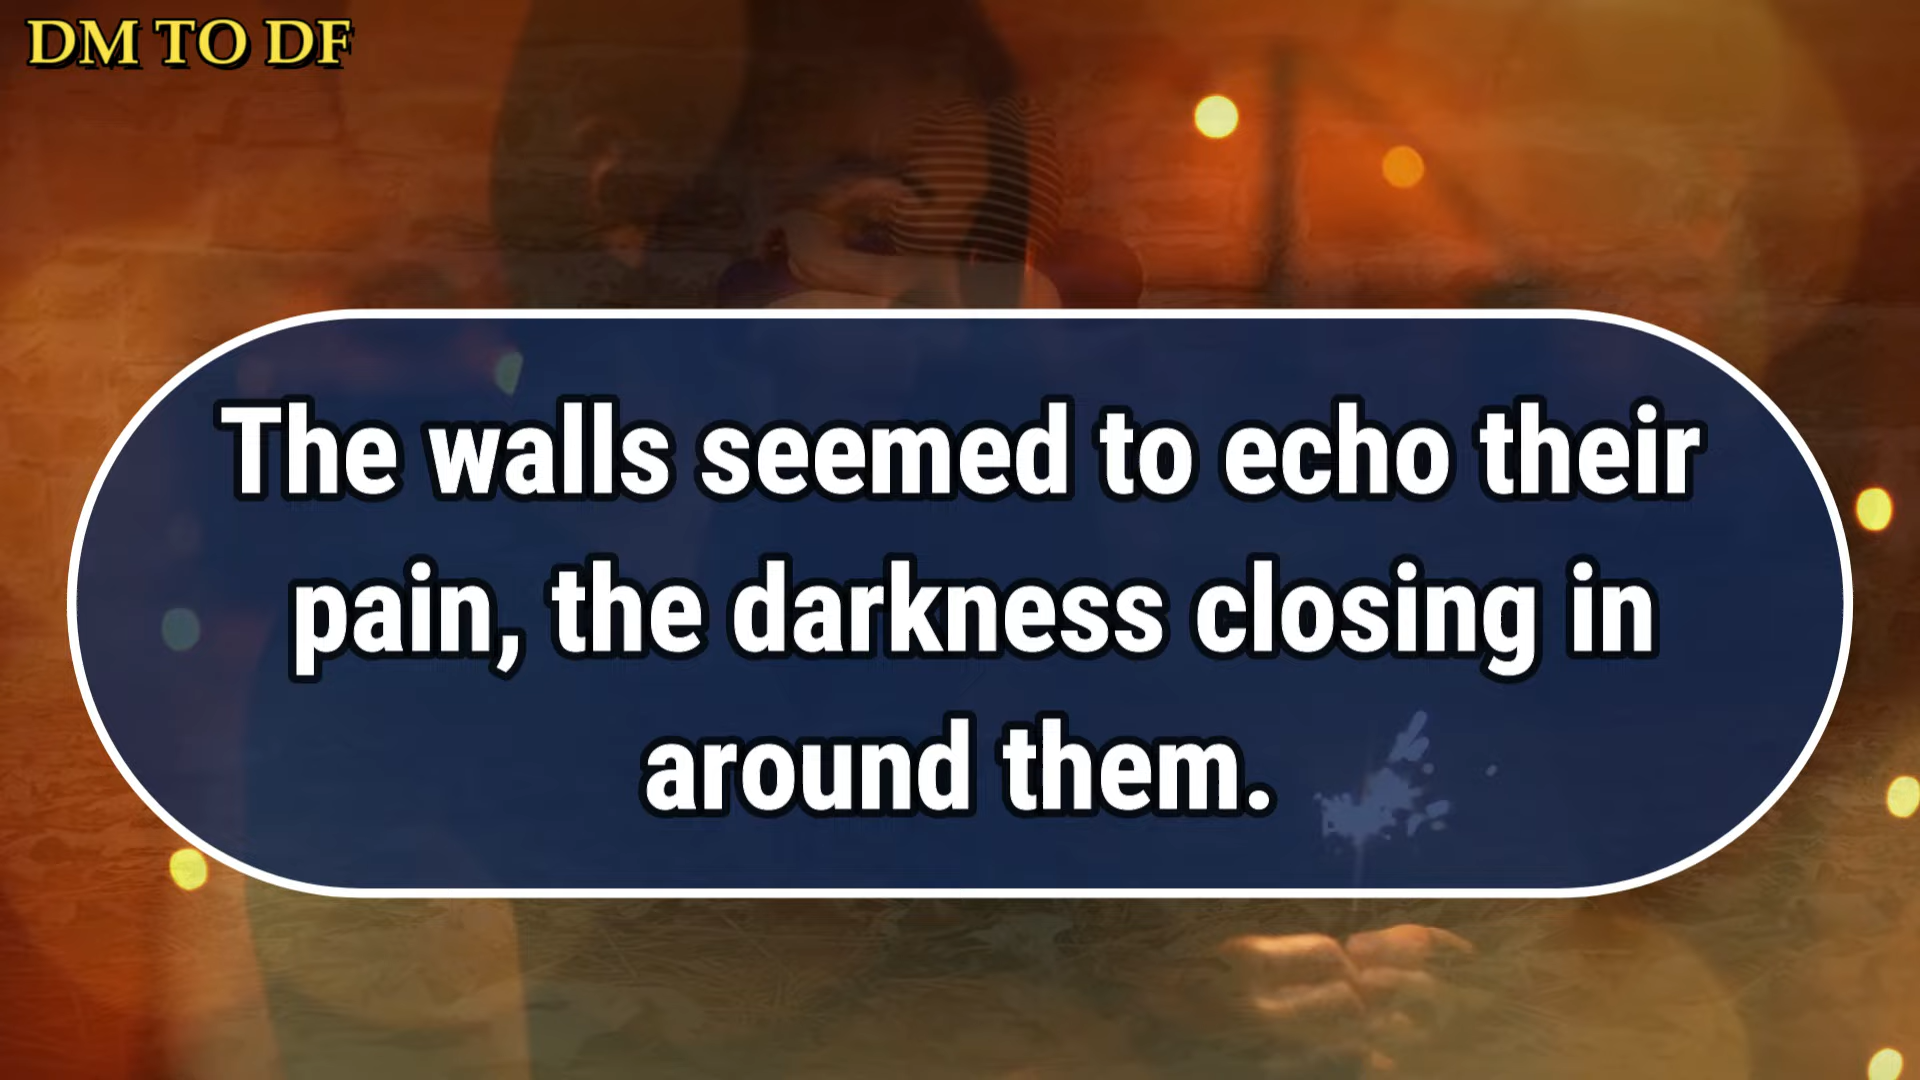 DM TO DF
The walls seemed to echo their
pain, the darkness closing in
around them.